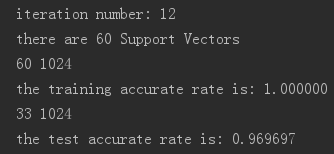 iteration number: 12
there are 60 Support Vectors
60 1024
the training accurate rate is: 1.000000
33 1024
the test accurate rate is: 0.969697